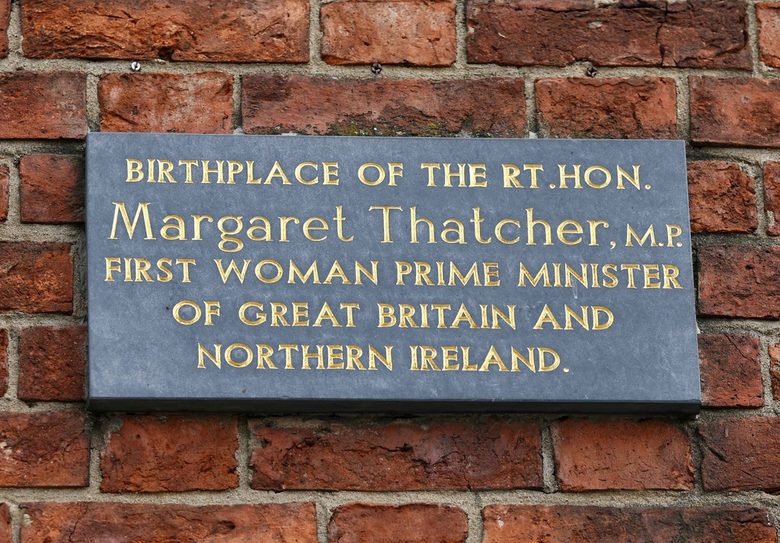 BIRTHPLACE OF THE RT.HON.
Margaret Thatcher, M.P.
FIRST WOMAN PRIME MINISTER
OF GREAT BRITAIN AND
NORTHERN IRELAND.